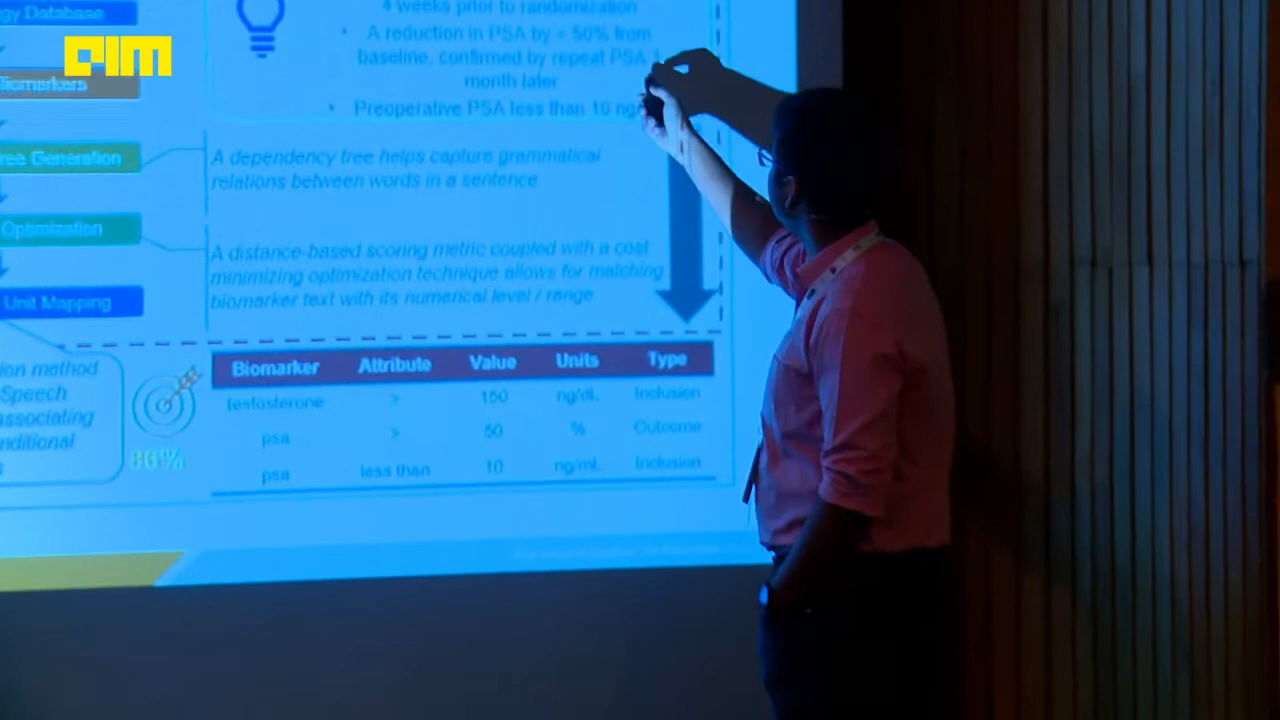 gy Database
AIM
Biomarkers
ree Generation
Optimization
Unit Mapping
4 weeks prior to randomization
• A reduction in PSA by > 50% from
baseline, confirmed by repeat PSA
month later
• Preoperative PSA less than 10 ng
A dependency tree helps capture grammatical
relations between words in a sentence
A distance-based scoring metric coupled with a cost
minimizing optimization technique allows for matching
biomarker text with its numerical level / range
ion method
Speech
associating
nditional
86%
Biomarker Attribute Value Units Type
testosterone > 150 ng/dL Inclusion
psa > 50 % Outcome
psa less than 10 ng/mL Inclusion